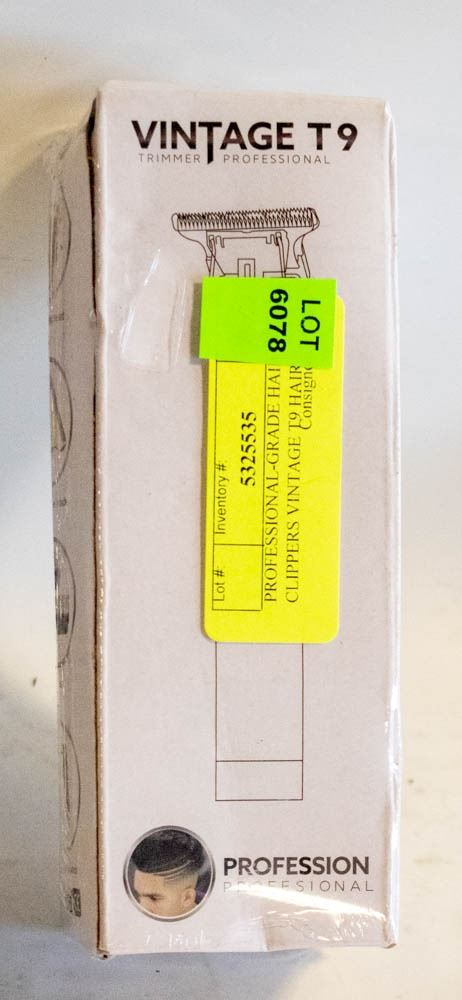 VINTAGE T9
TRIMMER PROFESSIONAL
LOT
6078
Lot #: Inventory #:
5325535
PROFESSIONAL-GRADE HAI
CLIPPERS VINTAGE T9 HAIR
Consign
PROFESSION
PROFESSIONAL